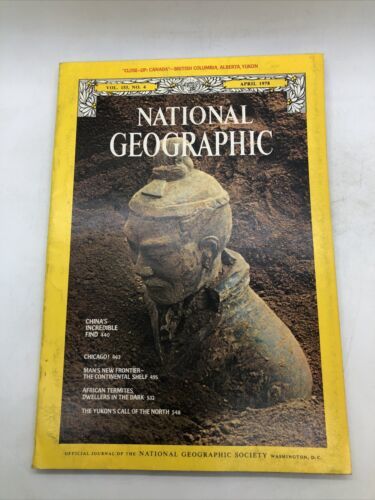 "CLOSE-UP: CANADA"—BRITISH COLUMBIA, ALBERTA, YUKON
VOL. 153, NO. 4
APRIL 1978
NATIONAL
GEOGRAPHIC
CHINA'S
INCREDIBLE
FIND 440
CHICAGO! 463
MAN'S NEW FRONTIER–
THE CONTINENTAL SHELF 495
AFRICAN TERMITES,
DWELLERS IN THE DARK 532
THE YUKON'S CALL OF THE NORTH 548
OFFICIAL JOURNAL OF THE NATIONAL GEOGRAPHIC SOCIETY WASHINGTON, D.C.